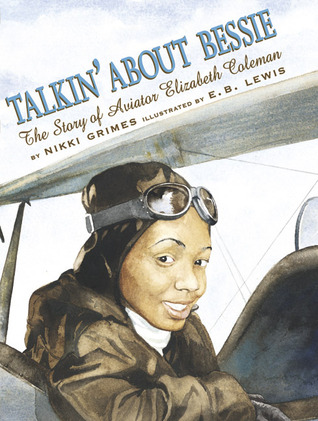 TALKIN' ABOUT BESSIE
The Story of Aviator Elizabeth Coleman
BY NIKKI GRIMES ILLUSTRATED BY E. B. LEWIS